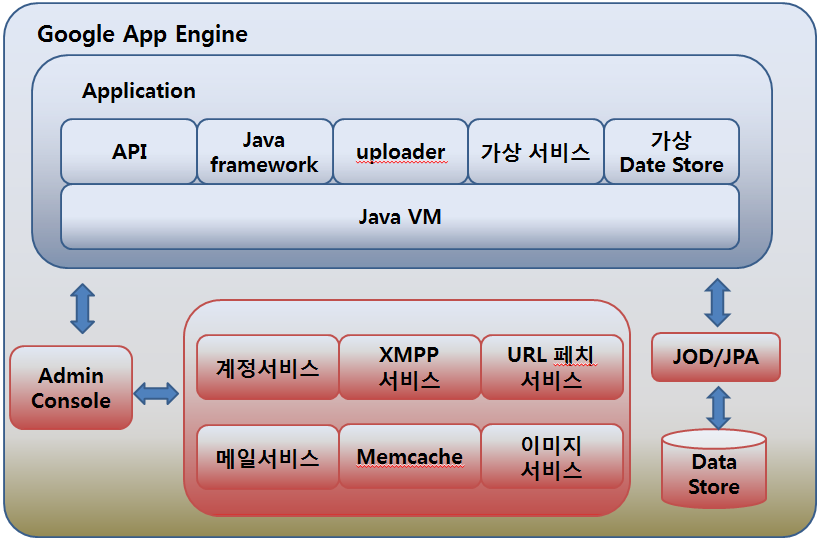 Google App Engine
Application
API
Java
framework
uploader
가상 서비스
가상
Date Store
Java VM
Admin
Console
계정서비스
XMPP
서비스
URL 페치
서비스
메일서비스
Memcache
이미지
서비스
JOD/JPA
Data
Store